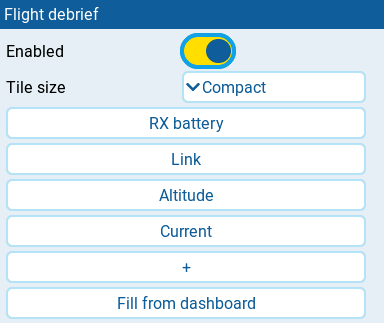 Flight debrief
Enabled
Tile size Compact
RX battery
Link
Altitude
Current
+
Fill from dashboard